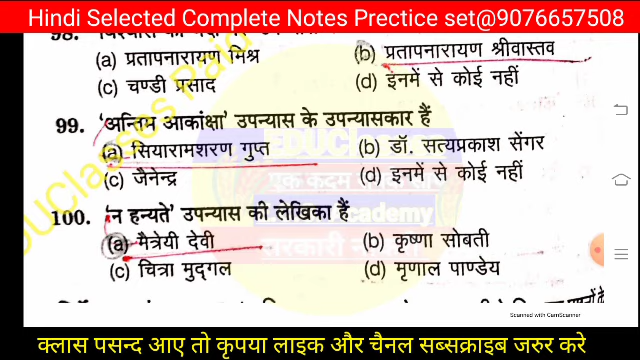 Hindi Selected Complete Notes Prectice set@9076657508
98.
(a) प्रतापनारायण मिश्र (b) प्रतापनारायण श्रीवास्तव
(c) चण्डी प्रसाद (d) इनमें से कोई नहीं
99. 'अन्तिम आकांक्षा' उपन्यास के उपन्यासकार हैं
(a) सियारामशरण गुप्त (b) डॉ. सत्यप्रकाश सेंगर
(c) जैनेन्द्र (d) इनमें से कोई नहीं
100. 'न हन्यते' उपन्यास की लेखिका हैं
(a) मैत्रेयी देवी (b) कृष्णा सोबती
(c) चित्रा मुद्गल (d) मृणाल पाण्डेय
Scanned with CamScanner
क्लास पसन्द आए तो कृपया लाइक और चैनल सब्सक्राइब जरुर करे